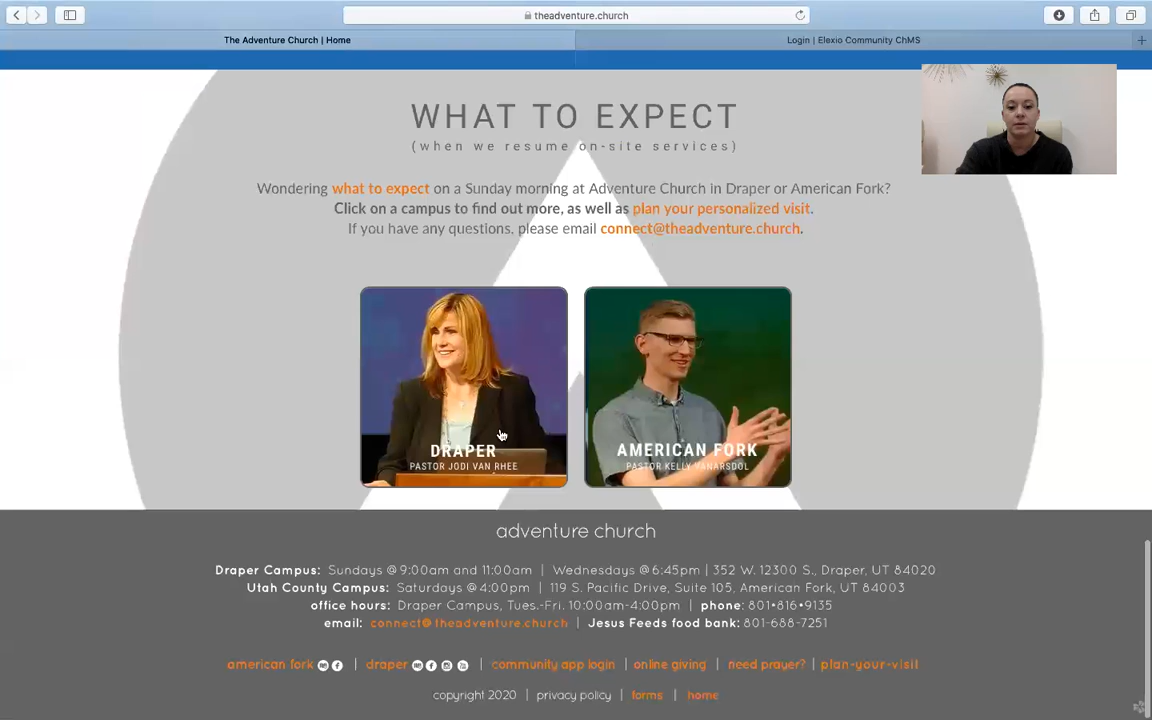 theadventure.church
The Adventure Church | Home
Login | Elexio Community ChMS
WHAT TO EXPECT
(when we resume on-site services)
Wondering what to expect on a Sunday morning at Adventure Church in Draper or American Fork?
Click on a campus to find out more, as well as plan your personalized visit.
If you have any questions, please email connect@theadventure.church.
DRAPER
PASTOR JODI VAN RHEE
AMERICAN FORK
PASTOR KELLY VANARSDOL
adventure church
Draper Campus: Sundays @ 9:00am and 11:00am | Wednesdays @ 6:45pm | 352 W. 12300 S., Draper, UT 84020
Utah County Campus: Saturdays @ 4:00pm | 119 S. Pacific Drive, Suite 105, American Fork, UT 84003
office hours: Draper Campus, Tues.-Fri. 10:00am-4:00pm | phone: 801•816•9135
email: connect@theadventure.church | Jesus Feeds food bank: 801-688-7251
american fork | draper | community app login | online giving | need prayer? | plan-your-visit
copyright 2020 | privacy policy | forms | home